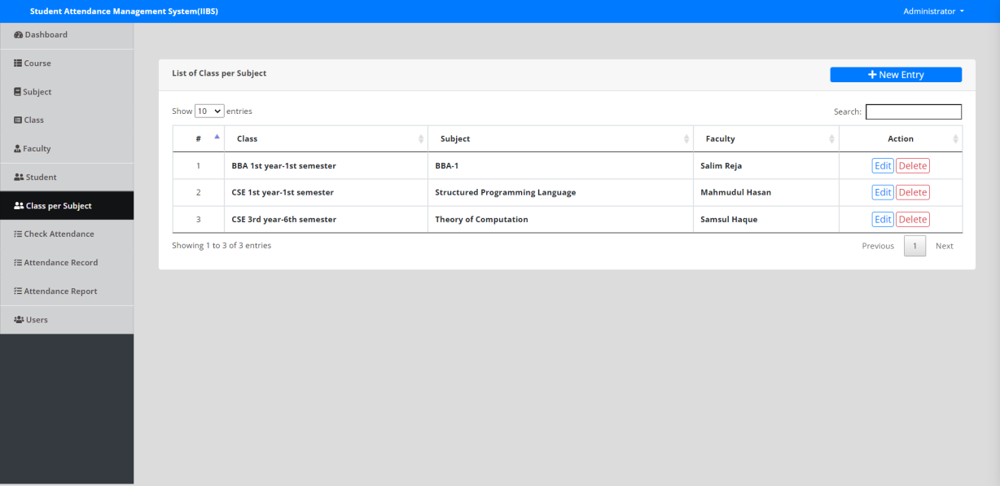 Student Attendance Management System(IIBS)
Administrator
Dashboard
Course
Subject
Class
Faculty
Student
Class per Subject
Check Attendance
Attendance Record
Attendance Report
Users
List of Class per Subject
New Entry
Show 10 entries
Search:
# Class Subject Faculty Action
1 BBA 1st year-1st semester BBA-1 Salim Reja Edit Delete
2 CSE 1st year-1st semester Structured Programming Language Mahmudul Hasan Edit Delete
3 CSE 3rd year-6th semester Theory of Computation Samsul Haque Edit Delete
Showing 1 to 3 of 3 entries
Previous 1 Next